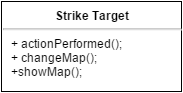 Strike Target
+ actionPerformed();
+ changeMap();
+showMap();